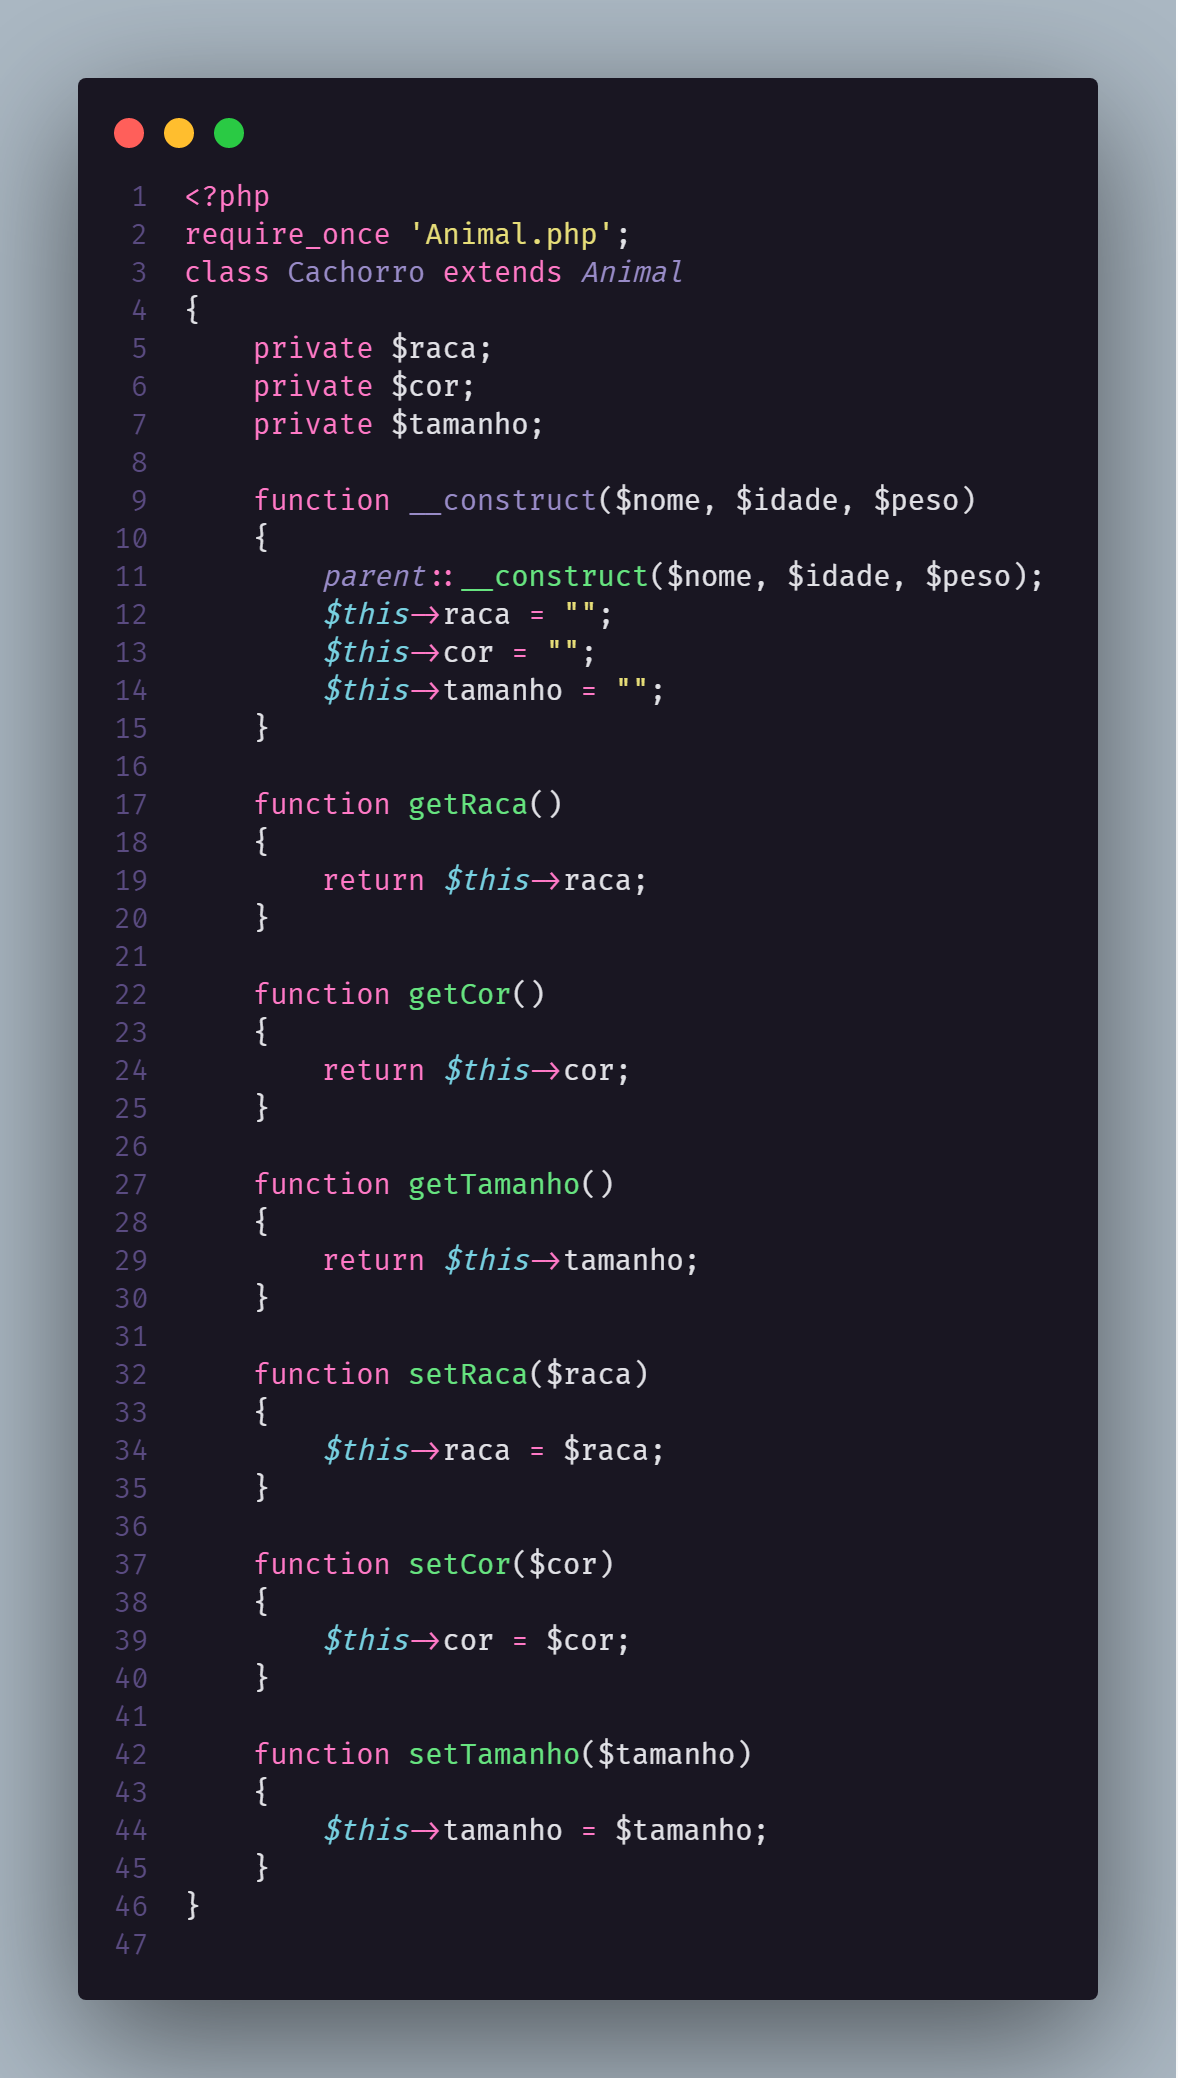 1 <?php
2 require_once 'Animal.php';
3 class Cachorro extends Animal
4 {
5     private $raca;
6     private $cor;
7     private $tamanho;
8
9     function __construct($nome, $idade, $peso)
10     {
11         parent::__construct($nome, $idade, $peso);
12         $this->raca = "";
13         $this->cor = "";
14         $this->tamanho = "";
15     }
16
17     function getRaca()
18     {
19         return $this->raca;
20     }
21
22     function getCor()
23     {
24         return $this->cor;
25     }
26
27     function getTamanho()
28     {
29         return $this->tamanho;
30     }
31
32     function setRaca($raca)
33     {
34         $this->raca = $raca;
35     }
36
37     function setCor($cor)
38     {
39         $this->cor = $cor;
40     }
41
42     function setTamanho($tamanho)
43     {
44         $this->tamanho = $tamanho;
45     }
46 }
47